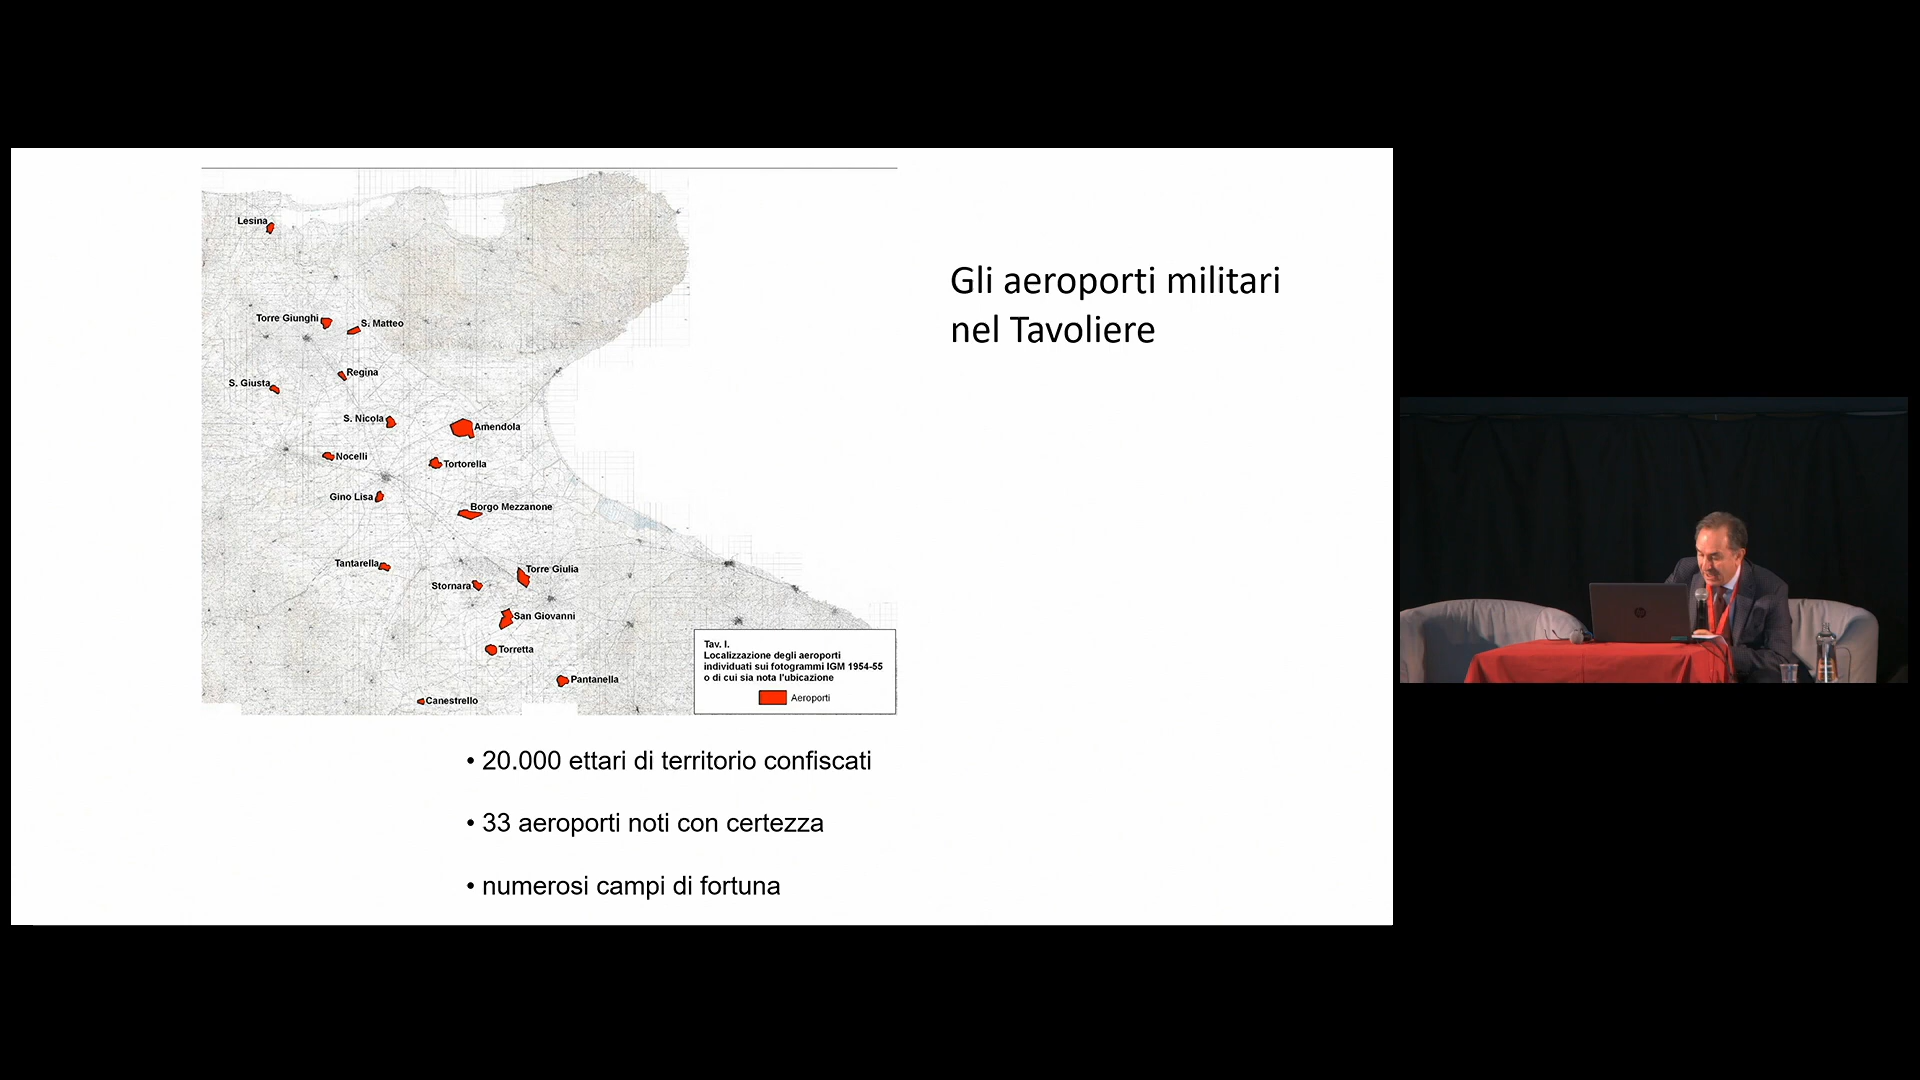 Gli aeroporti militari
nel Tavoliere
Lesina
Torre Giunghi
S. Matteo
Regina
S. Giusta
S. Nicola
Amendola
Nocelli
Tortorella
Gino Lisa
Borgo Mezzanone
Tantarella
Torre Giulia
Stornara
San Giovanni
Torretta
Pantanella
Canestrello
Tav. I.
Localizzazione degli aeroporti
individuati sui fotogrammi IGM 1954-55
o di cui sia nota l'ubicazione
Aeroporti
• 20.000 ettari di territorio confiscati
• 33 aeroporti noti con certezza
• numerosi campi di fortuna